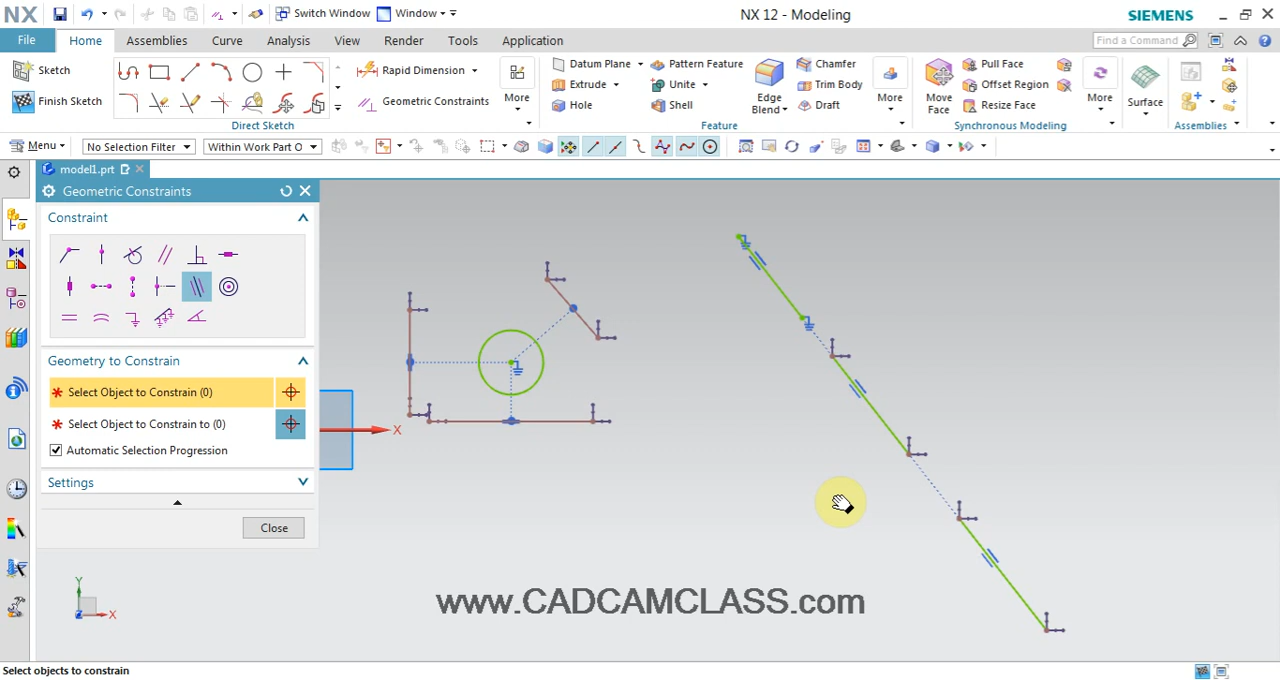 NX
Switch Window
Window
NX 12 - Modeling
SIEMENS
File
Home
Assemblies
Curve
Analysis
View
Render
Tools
Application
Find a Command
Sketch
Finish Sketch
Rapid Dimension
Geometric Constraints
More
Direct Sketch
Datum Plane
Extrude
Hole
Pattern Feature
Unite
Shell
Edge
Blend
Chamfer
Trim Body
Draft
More
Feature
Move
Face
Pull Face
Offset Region
Resize Face
More
Synchronous Modeling
Surface
Assemblies
Menu
No Selection Filter
Within Work Part O
model1.prt
Geometric Constraints
Constraint
Geometry to Constrain
* Select Object to Constrain (0)
* Select Object to Constrain to (0)
Automatic Selection Progression
Settings
Close
X
Y
X
Z
www.CADCAMCLASS.com
Select objects to constrain